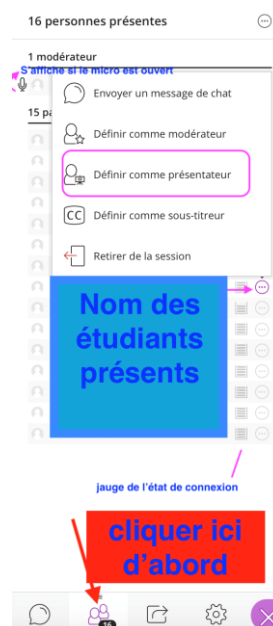 16 personnes présentes
1 modérateur
S'affiche si le micro est ouvert
15 pa
Envoyer un message de chat
Définir comme modérateur
Définir comme présentateur
CC Définir comme sous-titreur
Retirer de la session
Nom des
étudiants
présents
jauge de l'état de connexion
cliquer ici
d'abord
16